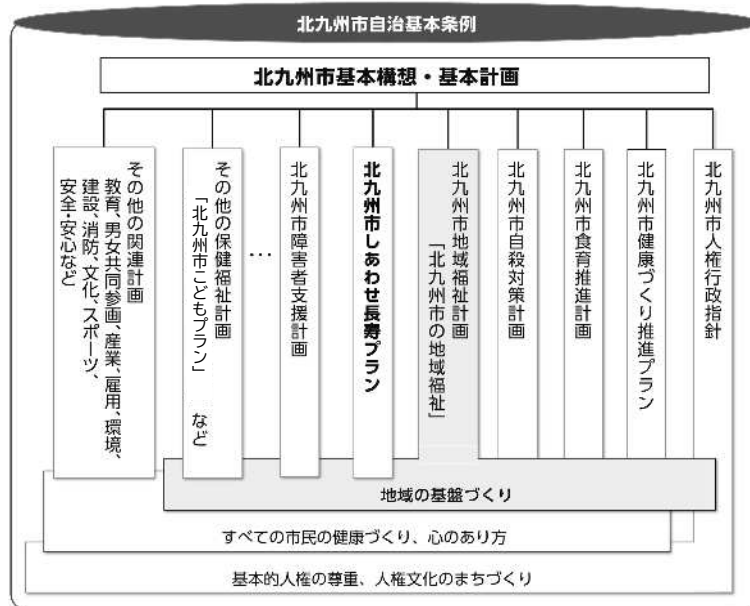 北九州市自治基本条例
北九州市基本構想・基本計画
北九州市人権行政指針
北九州市健康づくり推進プラン
北九州市食育推進計画
北九州市自殺対策計画
北九州市地域福祉計画
「北九州市の地域福祉」
北九州市しあわせ長寿プラン
北九州市障害者支援計画
…
その他の保健福祉計画
「北九州市こどもプラン」 など
その他の関連計画
教育、男女共同参画、産業、雇用、環境、
建設、消防、文化、スポーツ、
安全・安心など
地域の基盤づくり
すべての市民の健康づくり、心のあり方
基本的人権の尊重、人権文化のまちづくり